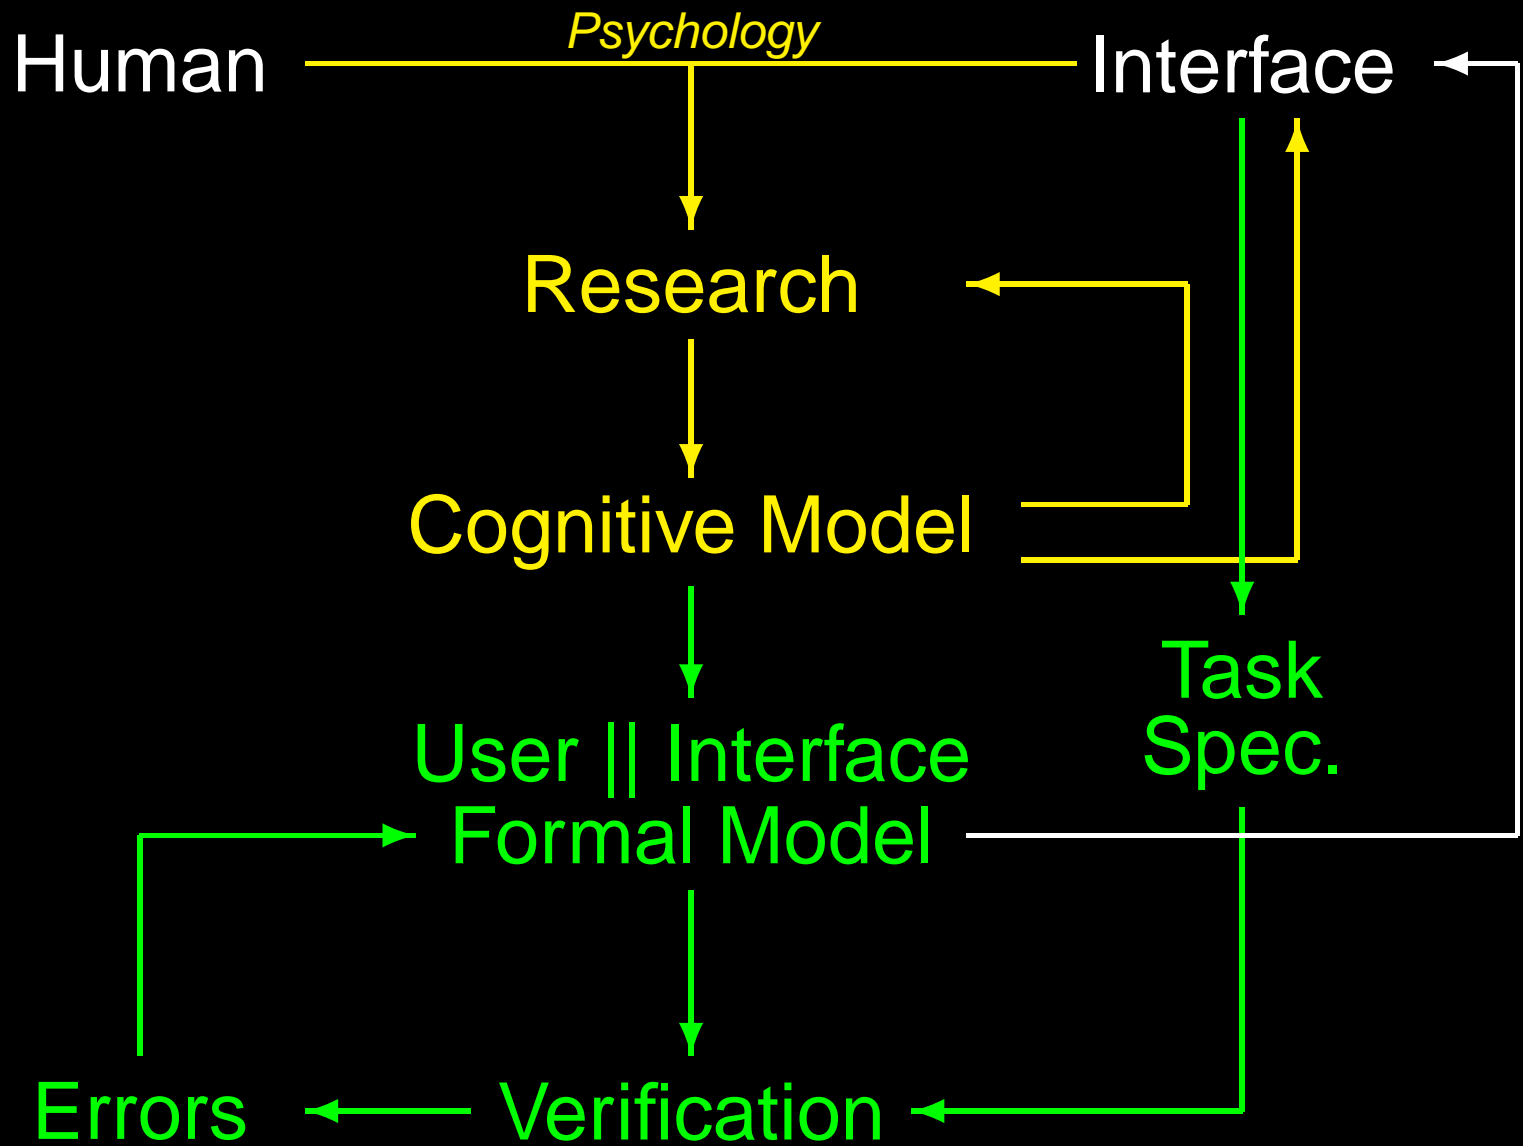 Psychology
Human
Interface
Research
Cognitive Model
Task
Spec.
User || Interface
Formal Model
Errors
Verification